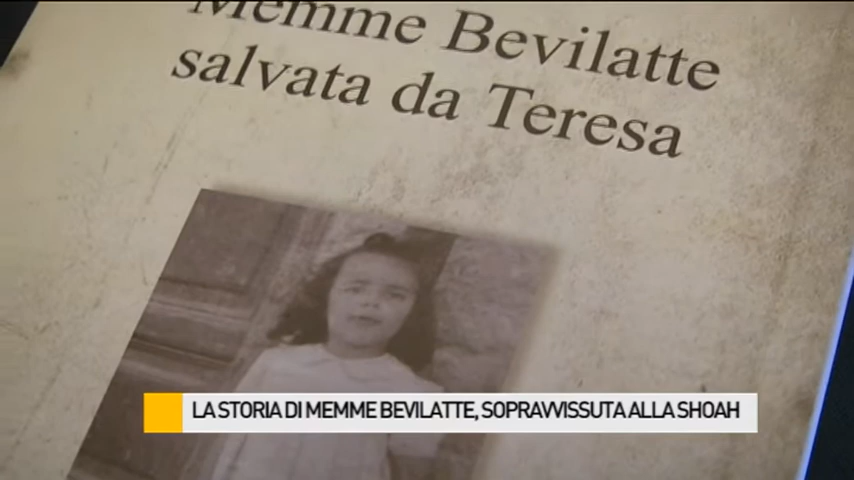 Memme Bevilatte
salvata da Teresa
LA STORIA DI MEMME BEVILATTE, SOPRAVVISSUTA ALLA SHOAH